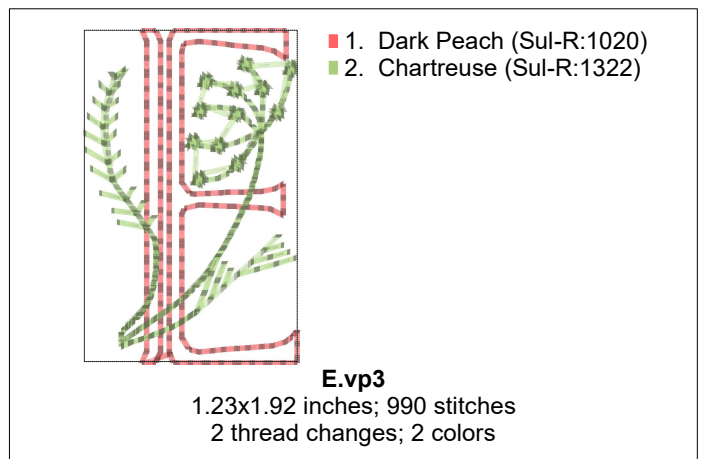 1. Dark Peach (Sul-R:1020)
2. Chartreuse (Sul-R:1322)
E.vp3
1.23x1.92 inches; 990 stitches
2 thread changes; 2 colors